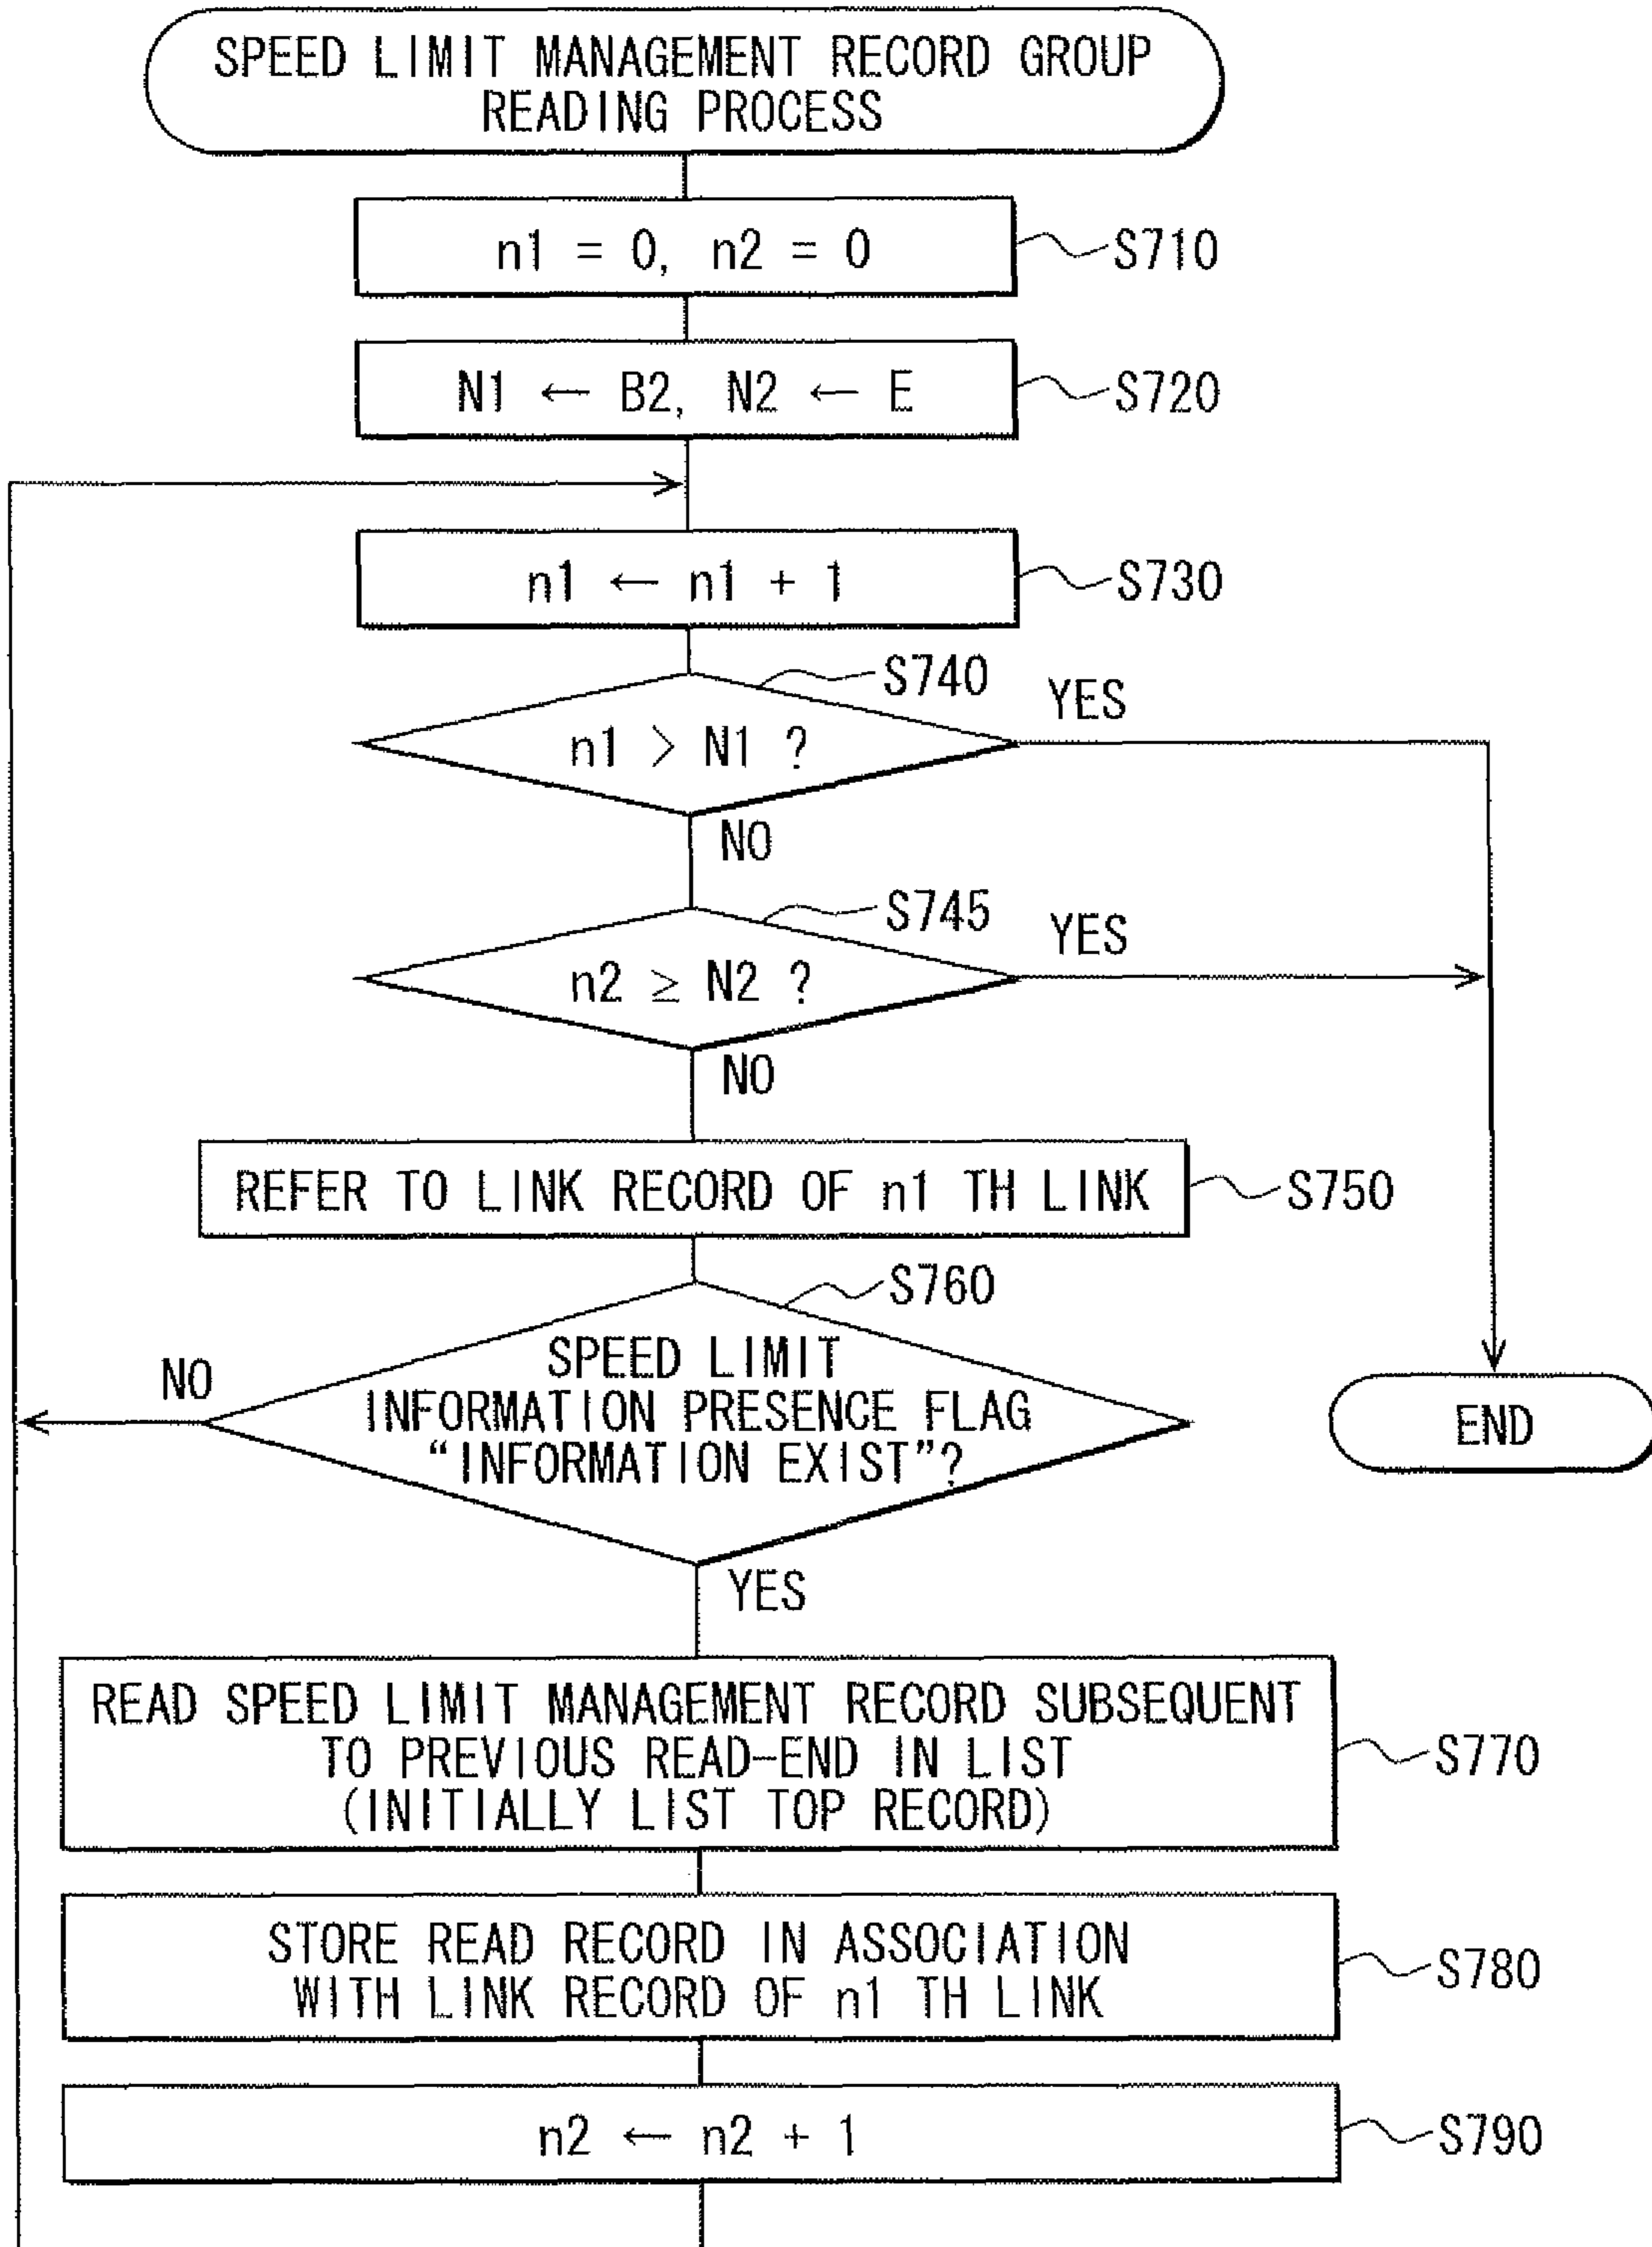 SPEED LIMIT MANAGEMENT RECORD GROUP
READING PROCESS
n1 = 0, n2 = 0
S710
N1 ← B2, N2 ← E
S720
n1 ← n1 + 1
S730
S740
n1 > N1 ?
YES
NO
S745
n2 ≥ N2 ?
YES
NO
REFER TO LINK RECORD OF n1 TH LINK
S750
S760
SPEED LIMIT
INFORMATION PRESENCE FLAG
“INFORMATION EXIST”?
NO
YES
END
READ SPEED LIMIT MANAGEMENT RECORD SUBSEQUENT
TO PREVIOUS READ-END IN LIST
(INITIALLY LIST TOP RECORD)
S770
STORE READ RECORD IN ASSOCIATION
WITH LINK RECORD OF n1 TH LINK
S780
n2 ← n2 + 1
S790